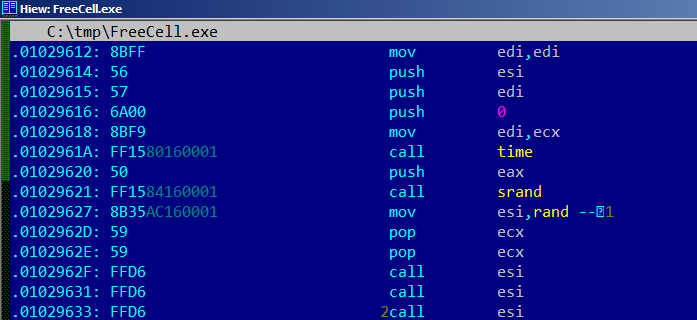 Hiew: FreeCell.exe
C:\tmp\FreeCell.exe
.01029612: 8BFF mov edi,edi
.01029614: 56 push esi
.01029615: 57 push edi
.01029616: 6A00 push 0
.01029618: 8BF9 mov edi,ecx
.0102961A: FF1580160001 call time
.01029620: 50 push eax
.01029621: FF1584160001 call srand
.01029627: 8B35AC160001 mov esi,rand --⍰1
.0102962D: 59 pop ecx
.0102962E: 59 pop ecx
.0102962F: FFD6 call esi
.01029631: FFD6 call esi
.01029633: FFD6 2call esi